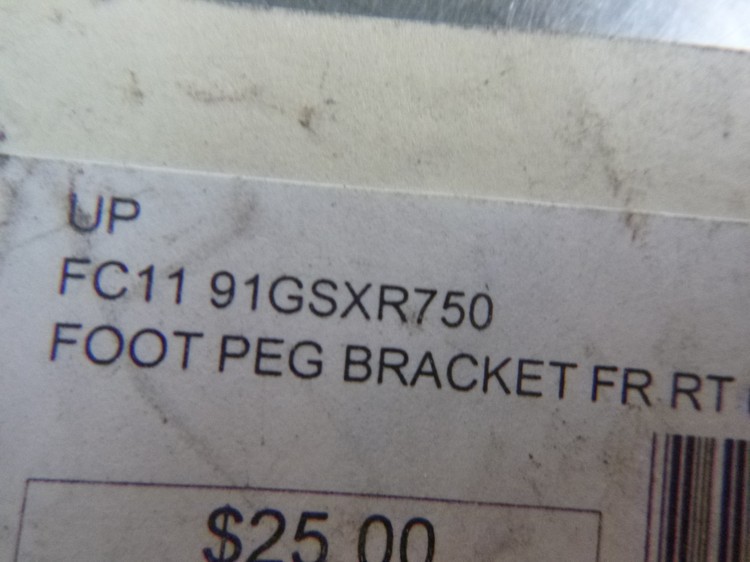 UP
FC11 91GSXR750
FOOT PEG BRACKET FR RT
$25.00